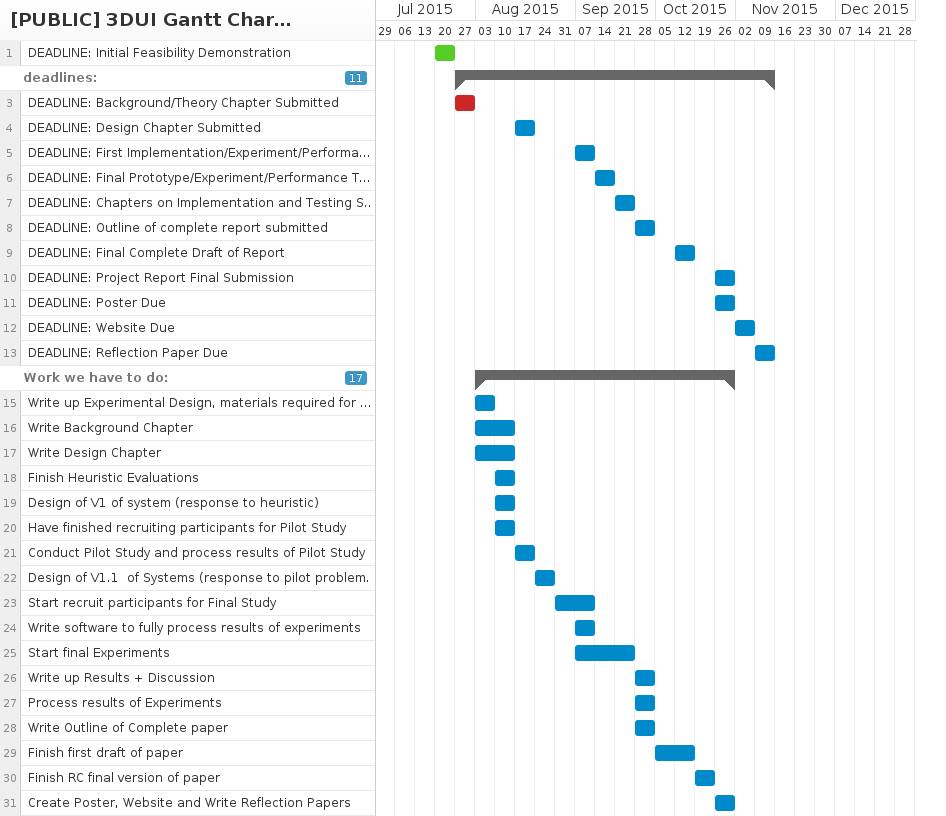 [PUBLIC] 3DUI Gantt Char...
Jul 2015 Aug 2015 Sep 2015 Oct 2015 Nov 2015 Dec 2015
29 06 13 20 27 03 10 17 24 31 07 14 21 28 05 12 19 26 02 09 16 23 30 07 14 21 28
1 DEADLINE: Initial Feasibility Demonstration
deadlines: 11
3 DEADLINE: Background/Theory Chapter Submitted
4 DEADLINE: Design Chapter Submitted
5 DEADLINE: First Implementation/Experiment/Performa...
6 DEADLINE: Final Prototype/Experiment/Performance T...
7 DEADLINE: Chapters on Implementation and Testing S..
8 DEADLINE: Outline of complete report submitted
9 DEADLINE: Final Complete Draft of Report
10 DEADLINE: Project Report Final Submission
11 DEADLINE: Poster Due
12 DEADLINE: Website Due
13 DEADLINE: Reflection Paper Due
Work we have to do: 17
15 Write up Experimental Design, materials required for ...
16 Write Background Chapter
17 Write Design Chapter
18 Finish Heuristic Evaluations
19 Design of V1 of system (response to heuristic)
20 Have finished recruiting participants for Pilot Study
21 Conduct Pilot Study and process results of Pilot Study
22 Design of V1.1 of Systems (response to pilot problem.
23 Start recruit participants for Final Study
24 Write software to fully process results of experiments
25 Start final Experiments
26 Write up Results + Discussion
27 Process results of Experiments
28 Write Outline of Complete paper
29 Finish first draft of paper
30 Finish RC final version of paper
31 Create Poster, Website and Write Reflection Papers